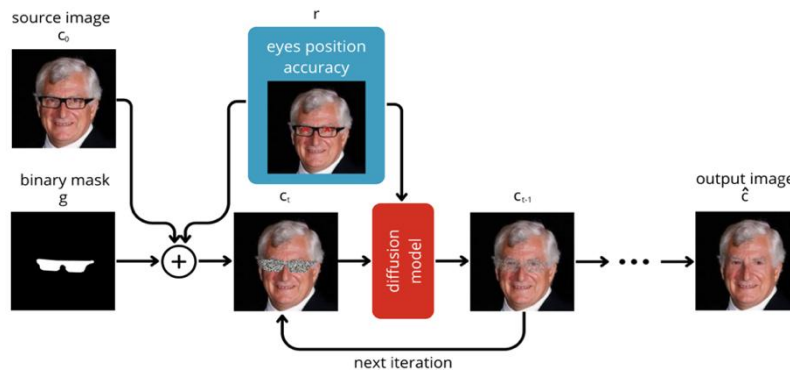 source image
c₀
r
eyes position
accuracy
binary mask
g
+
cₜ
diffusion
model
cₜ₋₁
output image
ĉ
next iteration